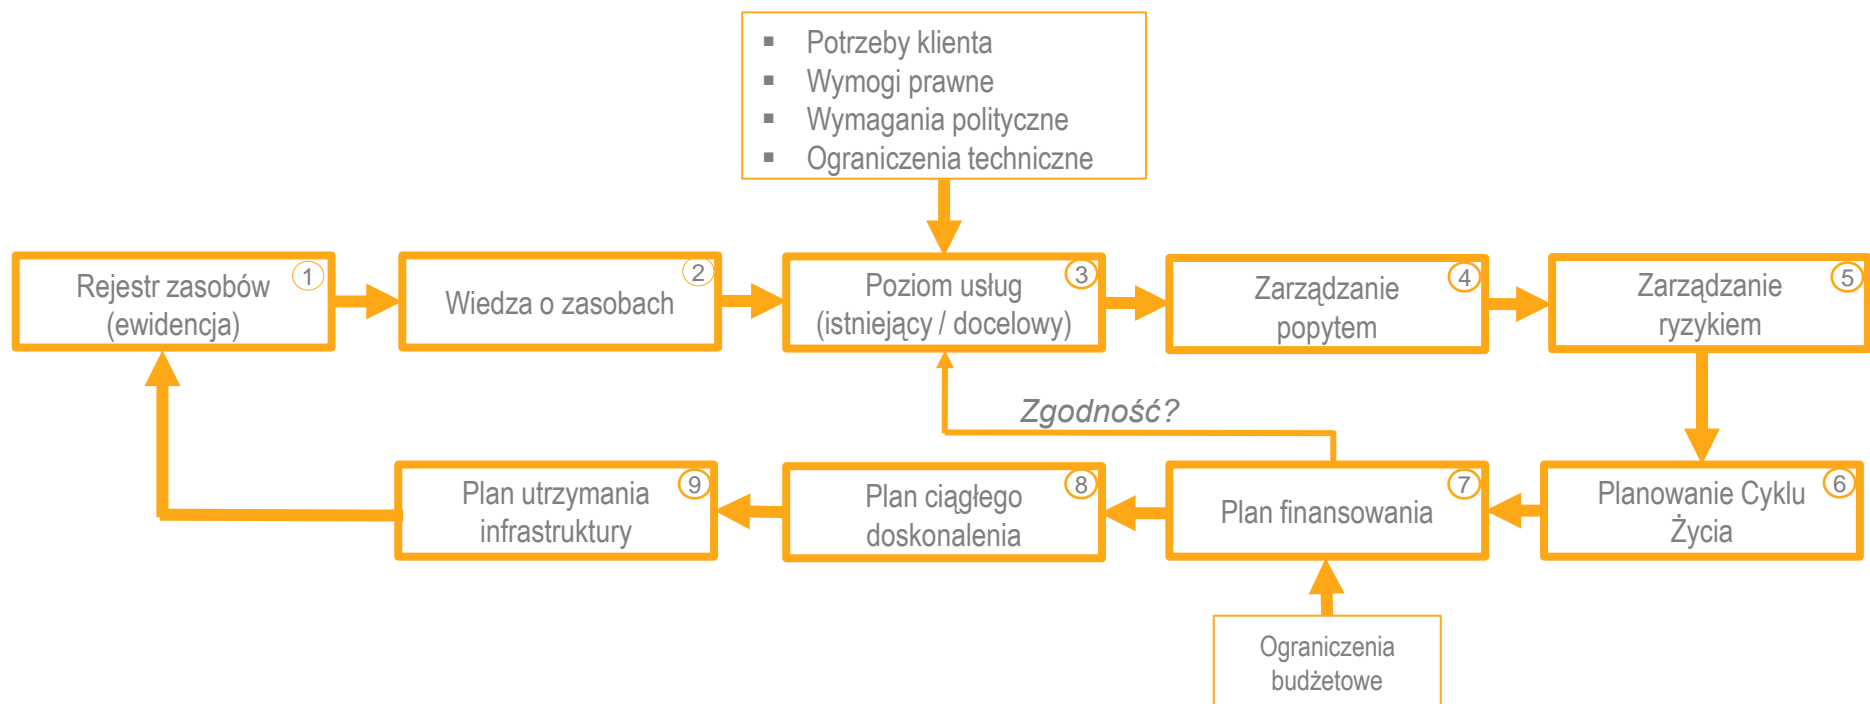 ▪ Potrzeby klienta
▪ Wymogi prawne
▪ Wymagania polityczne
▪ Ograniczenia techniczne
Rejestr zasobów
(ewidencja)
1
Wiedza o zasobach
2
Poziom usług
(istniejący / docelowy)
3
Zarządzanie
popytem
4
Zarządzanie
ryzykiem
5
Zgodność?
Plan utrzymania
infrastruktury
9
Plan ciągłego
doskonalenia
8
Plan finansowania
7
Planowanie Cyklu
Życia
6
Ograniczenia
budżetowe